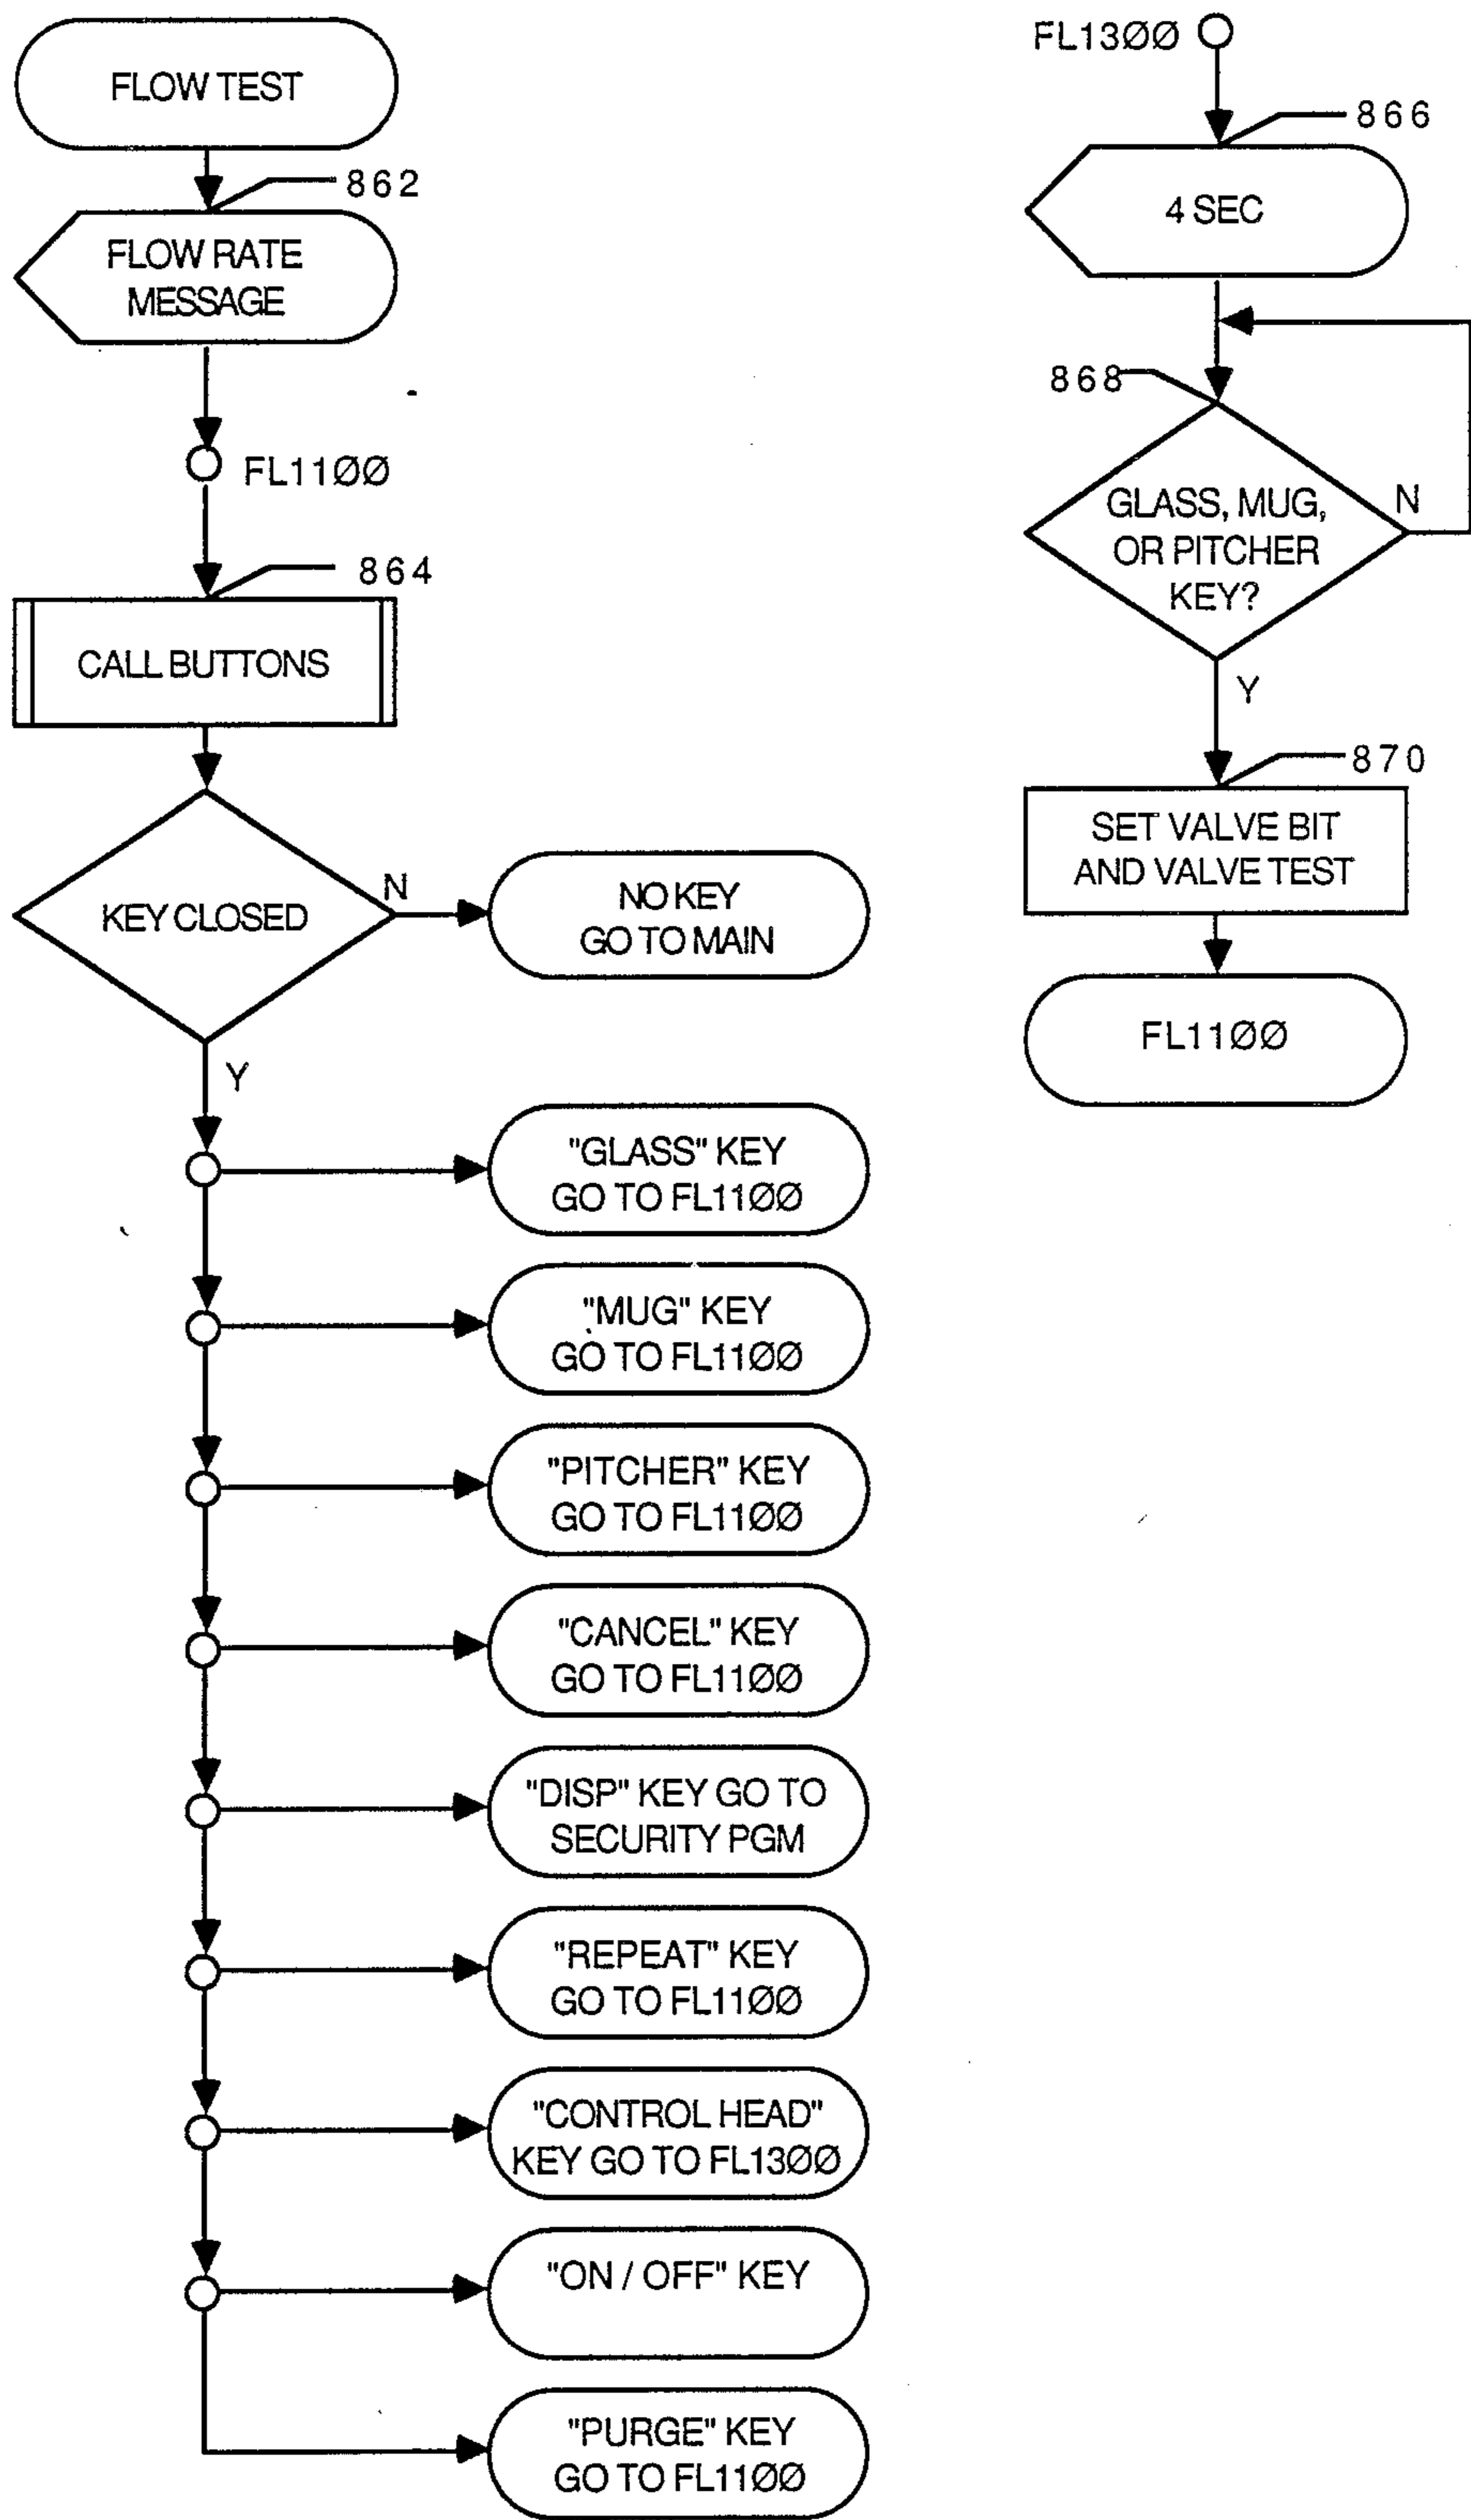 FLOW TEST
862
FLOW RATE
MESSAGE
FL11ØØ
864
CALL BUTTONS
KEY CLOSED
N
NO KEY
GO TO MAIN
Y
"GLASS" KEY
GO TO FL11ØØ
"MUG" KEY
GO TO FL11ØØ
"PITCHER" KEY
GO TO FL11ØØ
"CANCEL" KEY
GO TO FL11ØØ
"DISP" KEY GO TO
SECURITY PGM
"REPEAT" KEY
GO TO FL11ØØ
"CONTROL HEAD"
KEY GO TO FL13ØØ
"ON / OFF" KEY
"PURGE" KEY
GO TO FL11ØØ
FL13ØØ
866
4 SEC
868
GLASS, MUG,
OR PITCHER
KEY?
N
Y
870
SET VALVE BIT
AND VALVE TEST
FL11ØØ